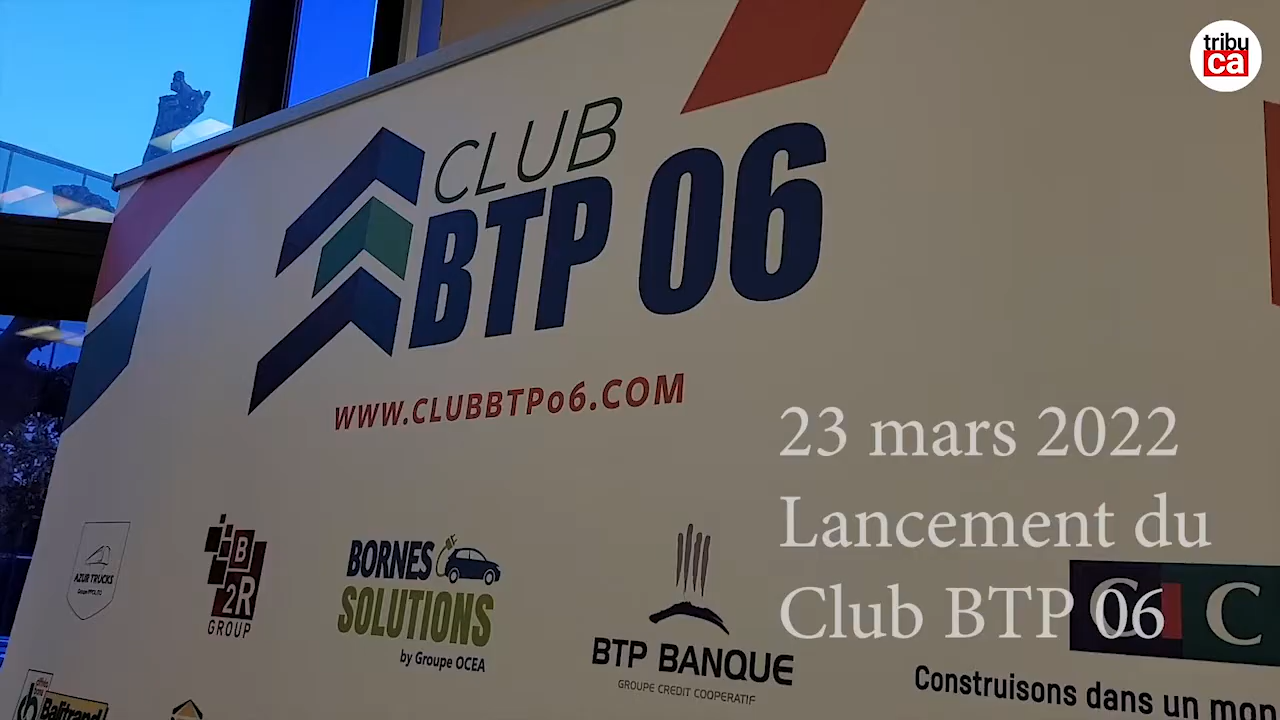 tribu
ca
CLUB
BTP 06
WWW.CLUBBTP06.COM
23 mars 2022
Lancement du
Club BTP 06
AZUR TRUCKS
B
2R
GROUP
BORNES
SOLUTIONS
by Groupe OCEA
BTP BANQUE
GROUPE CREDIT COOPERATIF
C
Construisons dans un mon
Balitrand